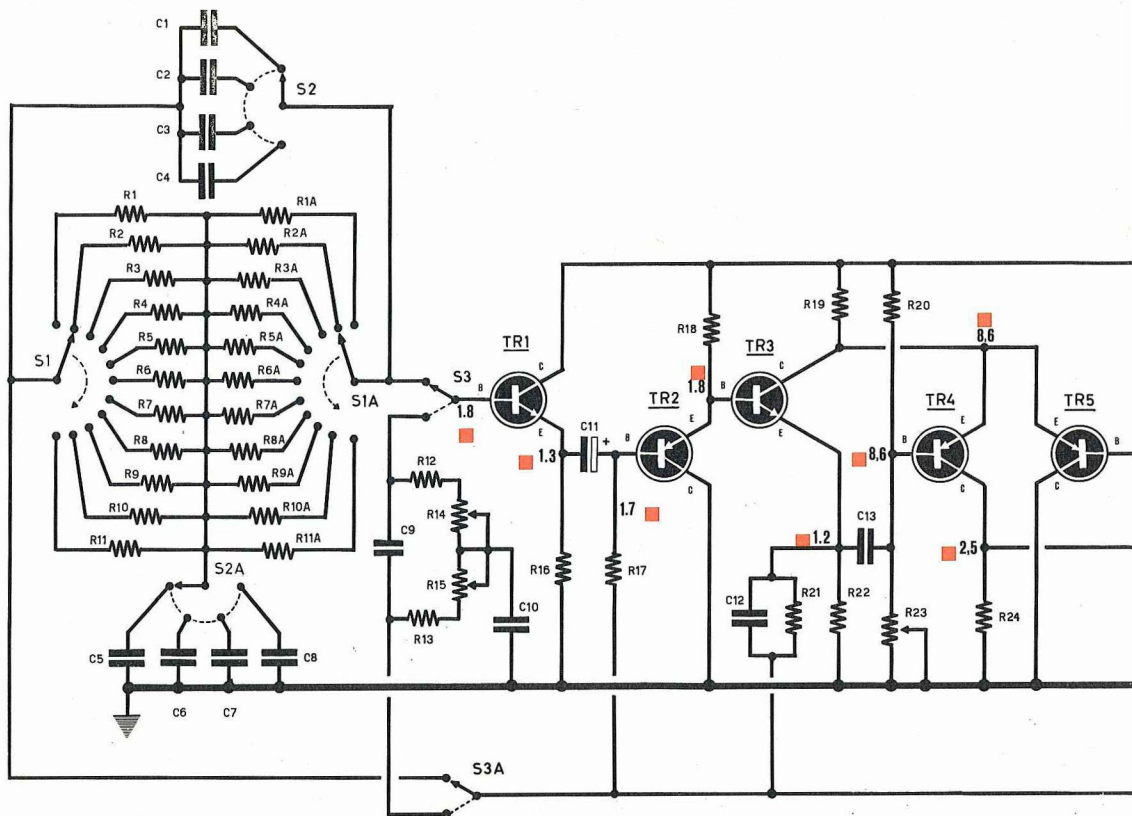 C1
C2
S2
C3
C4
R1
R1A
R2
R2A
R3
R3A
R4
R4A
R5
R5A
S1
R6
R6A
S1A
R7
R7A
R8
R8A
R9
R9A
R10
R10A
R11
R11A
S2A
C5
C6
C7
C8
S3
B
1.8
TR1
C
E
1.3
C11
+
R12
R14
C9
R15
R13
C10
R16
1.7
R17
B
TR2
E
C
R18
1.8
B
TR3
C
E
R19
R20
8,6
8,6
B
TR4
E
C
TR5
E
B
C
1.2
C13
2,5
C12
R21
R22
R23
R24
S3A